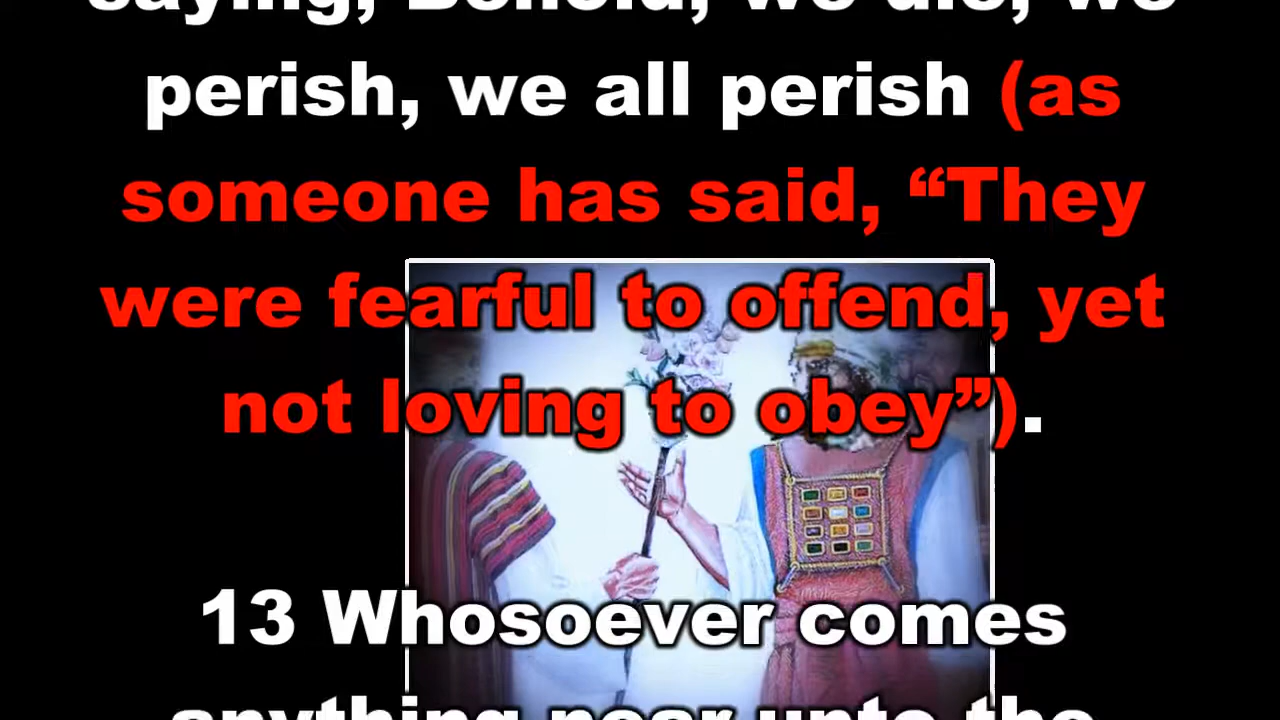 saying, Behold, we die, we
perish, we all perish (as
someone has said, “They
were fearful to offend, yet
not loving to obey”).
13 Whosoever comes
anything near unto the